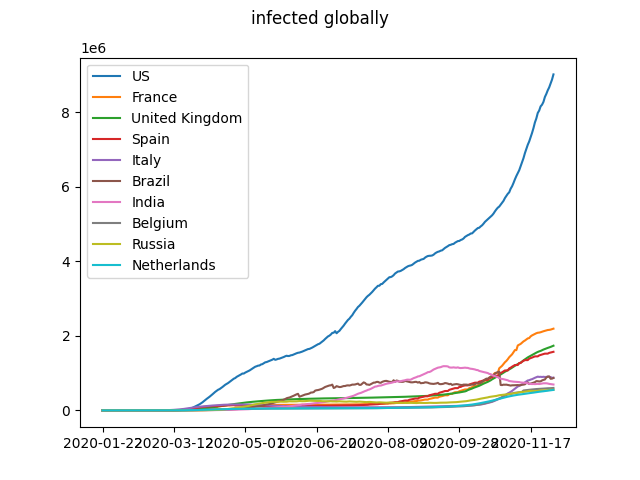 infected globally
1e6
US
France
United Kingdom
Spain
Italy
Brazil
India
Belgium
Russia
Netherlands
8
6
4
2
0
2020-01-22 2020-03-12 2020-05-01 2020-06-20 2020-08-09 2020-09-28 2020-11-17